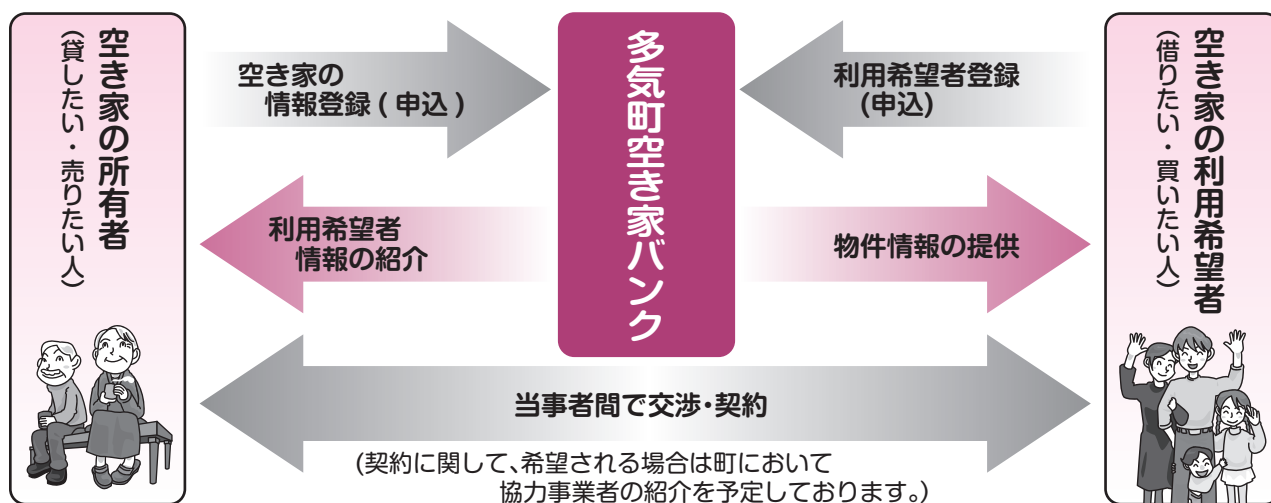 空き家の所有者
（貸したい・売りたい人）
空き家の
情報登録 ( 申込 )
多気町空き家バンク
利用希望者登録
(申込)
空き家の利用希望者
（借りたい・買いたい人）
利用希望者
情報の紹介
物件情報の提供
当事者間で交渉・契約
(契約に関して、希望される場合は町において
協力事業者の紹介を予定しております。)